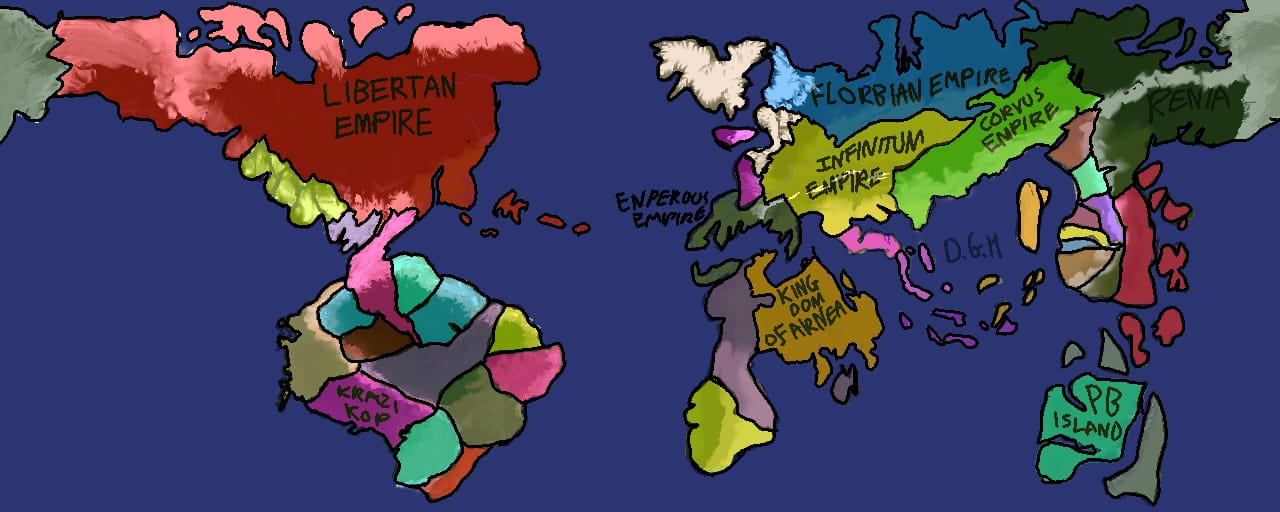 LIBERTAN
EMPIRE
FLORBIAN EMPIRE
CORVUS
EMPIRE
RENIA
INFINITUM
EMPIRE
ENPEROUS
EMPIRE
D.G.M
KING
DOM
OF AIRNEA
KRAZI
KOP
PB
ISLAND